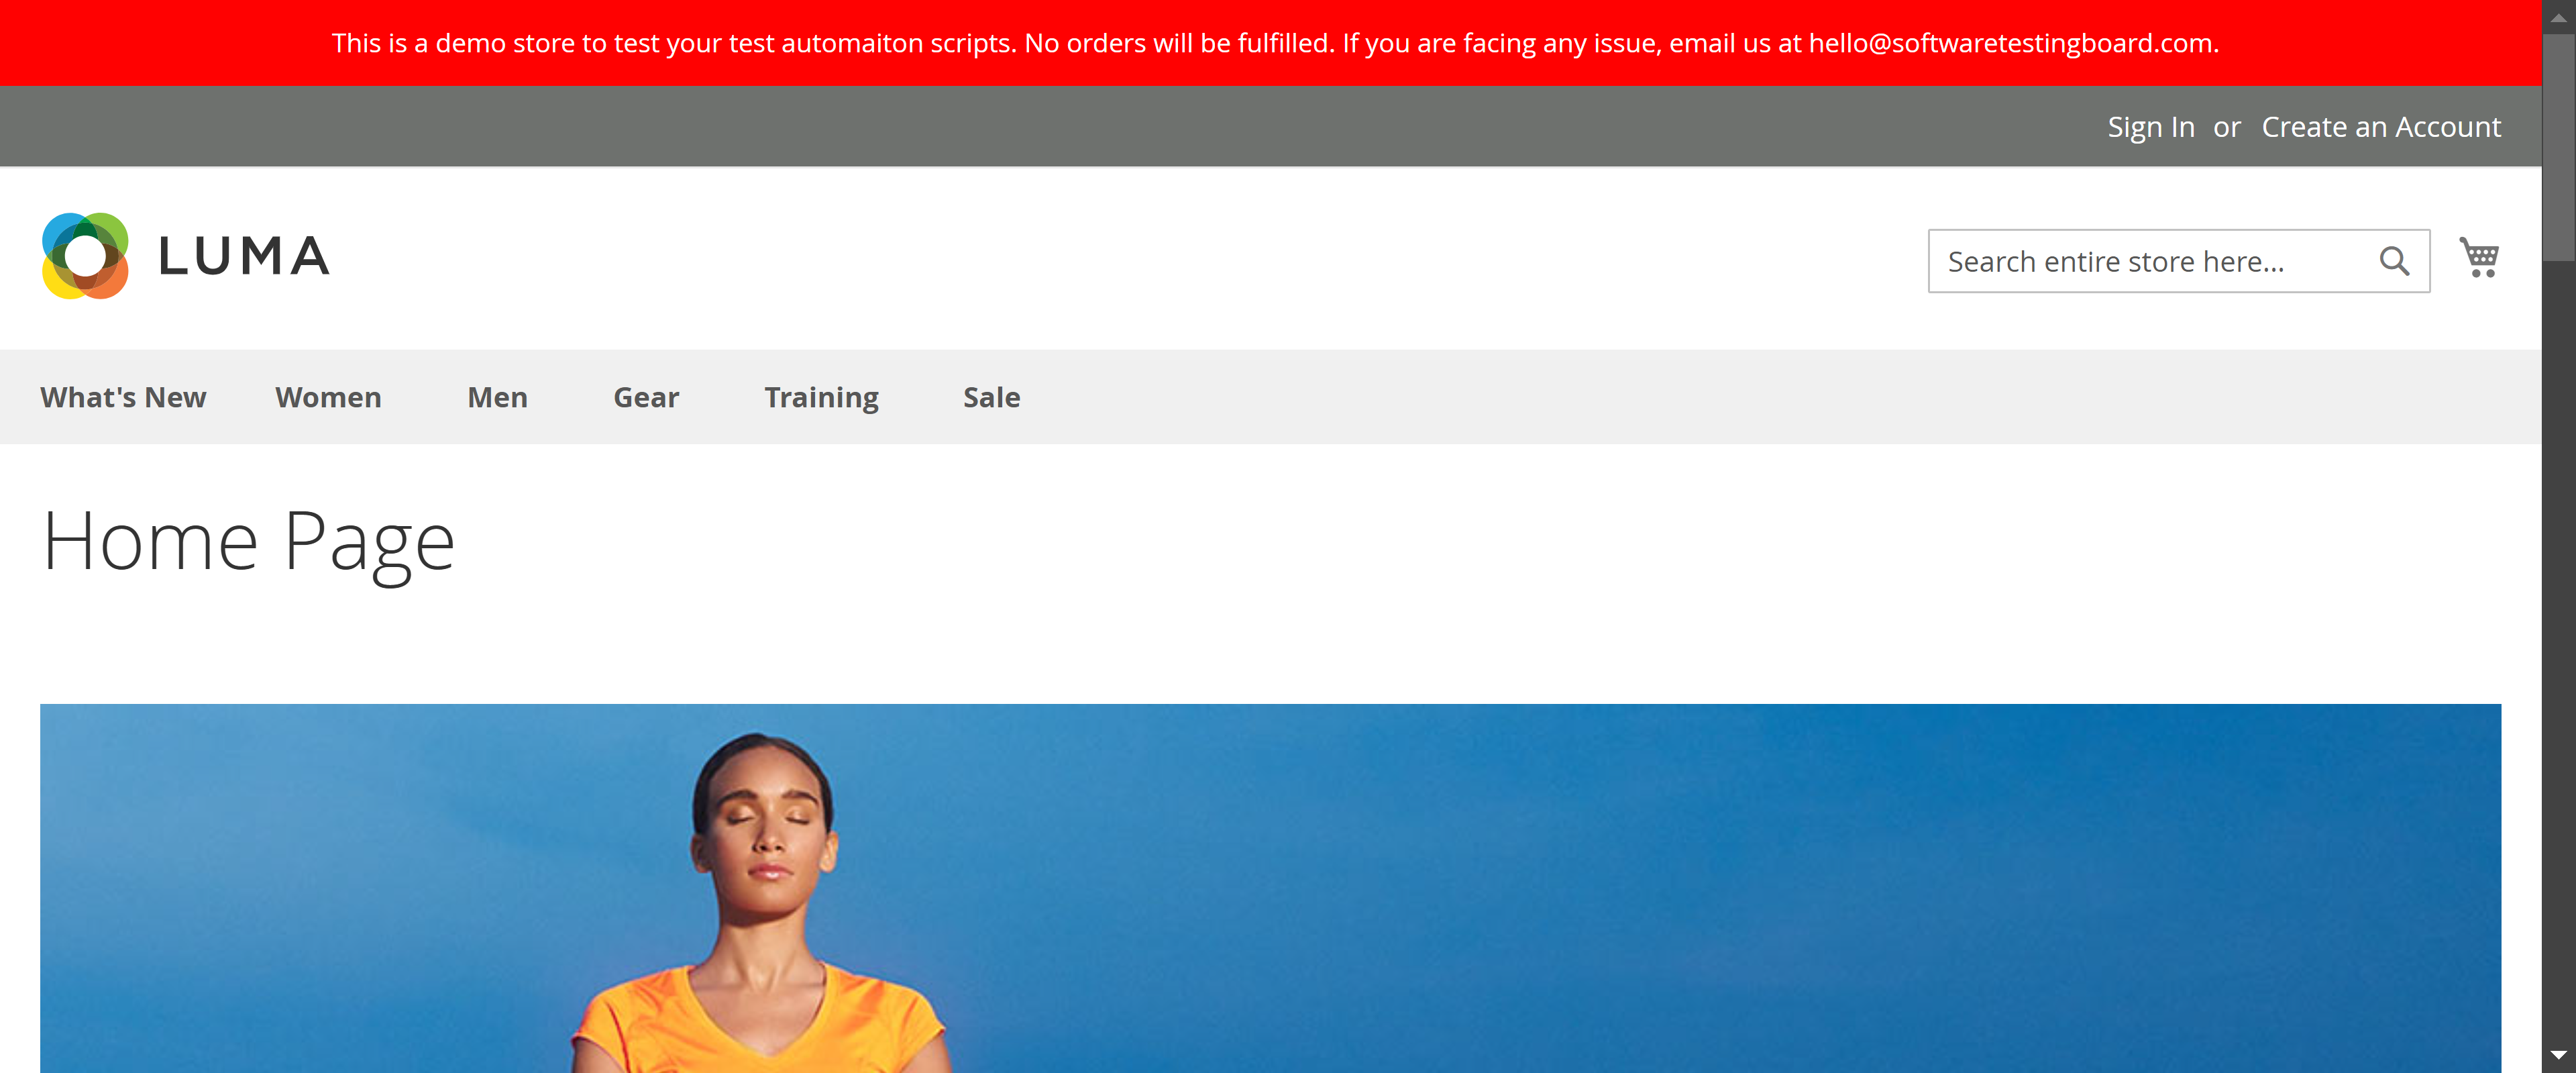 This is a demo store to test your test automaiton scripts. No orders will be fulfilled. If you are facing any issue, email us at hello@softwaretestingboard.com.
Sign In or Create an Account
LUMA
Search entire store here...
What's New Women Men Gear Training Sale
Home Page